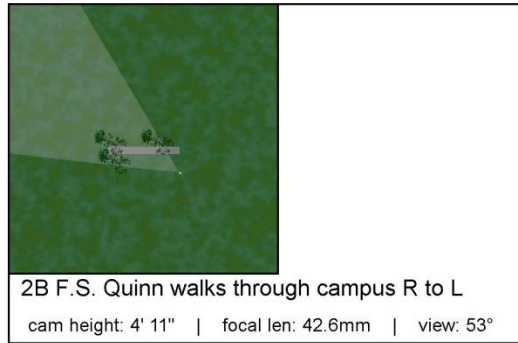 2B F.S. Quinn walks through campus R to L
cam height: 4' 11" | focal len: 42.6mm | view: 53°